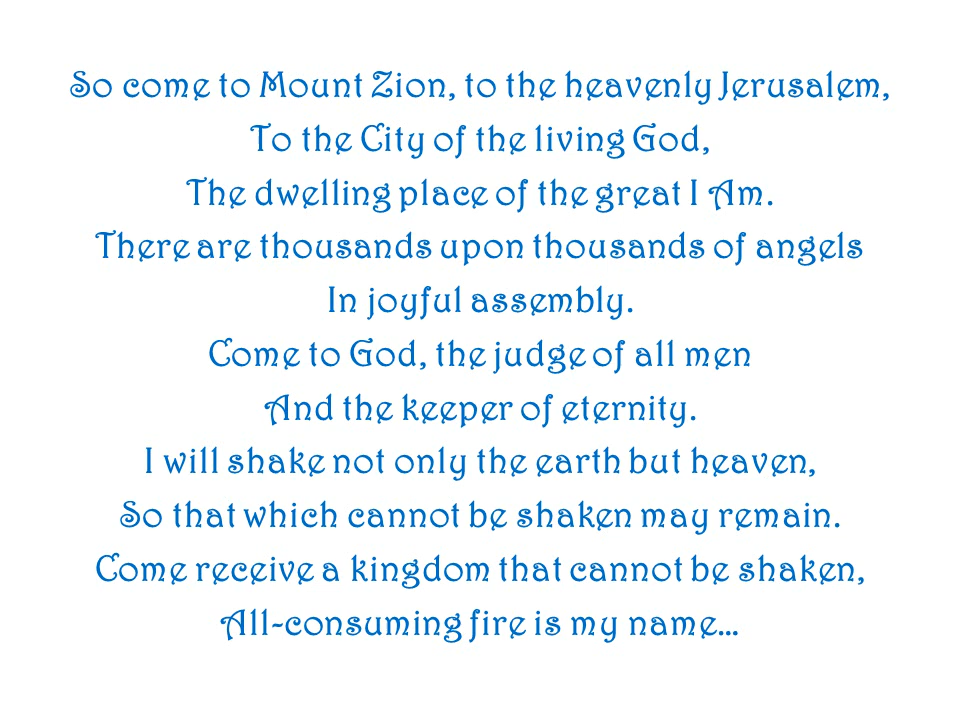 So come to Mount Zion, to the heavenly Jerusalem,
To the City of the living God,
The dwelling place of the great I Am.
There are thousands upon thousands of angels
In joyful assembly.
Come to God, the judge of all men
And the keeper of eternity.
I will shake not only the earth but heaven,
So that which cannot be shaken may remain.
Come receive a kingdom that cannot be shaken,
All-consuming fire is my name...